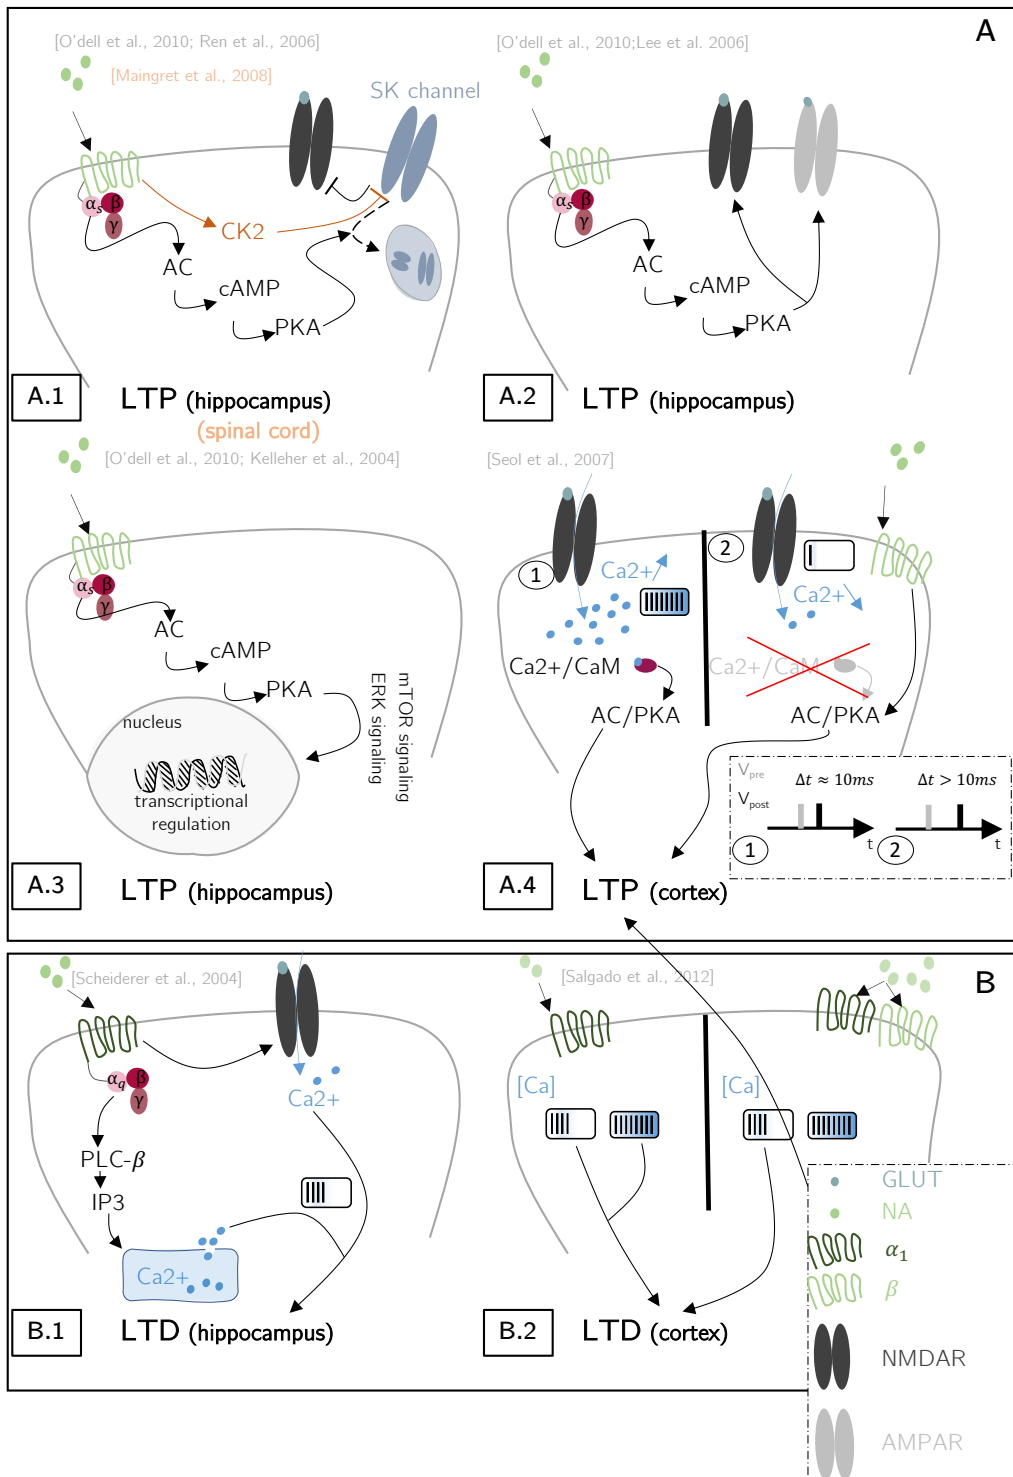 A
[O'dell et al., 2010; Ren et al., 2006]
[Maingret et al., 2008]
SK channel
αs β
γ
CK2
AC
cAMP
PKA
A.1
LTP (hippocampus)
(spinal cord)
[O'dell et al., 2010;Lee et al. 2006]
αs β
γ
AC
cAMP
PKA
A.2
LTP (hippocampus)
[O'dell et al., 2010; Kelleher et al., 2004]
αs β
γ
AC
cAMP
PKA
mTOR signaling
ERK signaling
nucleus
transcriptional
regulation
A.3
LTP (hippocampus)
[Seol et al., 2007]
1
Ca2+
Ca2+/CaM
AC/PKA
2
Ca2+
Ca2+/CaM
AC/PKA
Vpre
Vpost
Δt ≈ 10ms
Δt > 10ms
1
t
2
t
A.4
LTP (cortex)
B
[Scheiderer et al., 2004]
αq β
γ
Ca2+
PLC-β
IP3
Ca2+
B.1
LTD (hippocampus)
[Salgado et al., 2012]
[Ca]
[Ca]
B.2
LTD (cortex)
GLUT
NA
α1
β
NMDAR
AMPAR